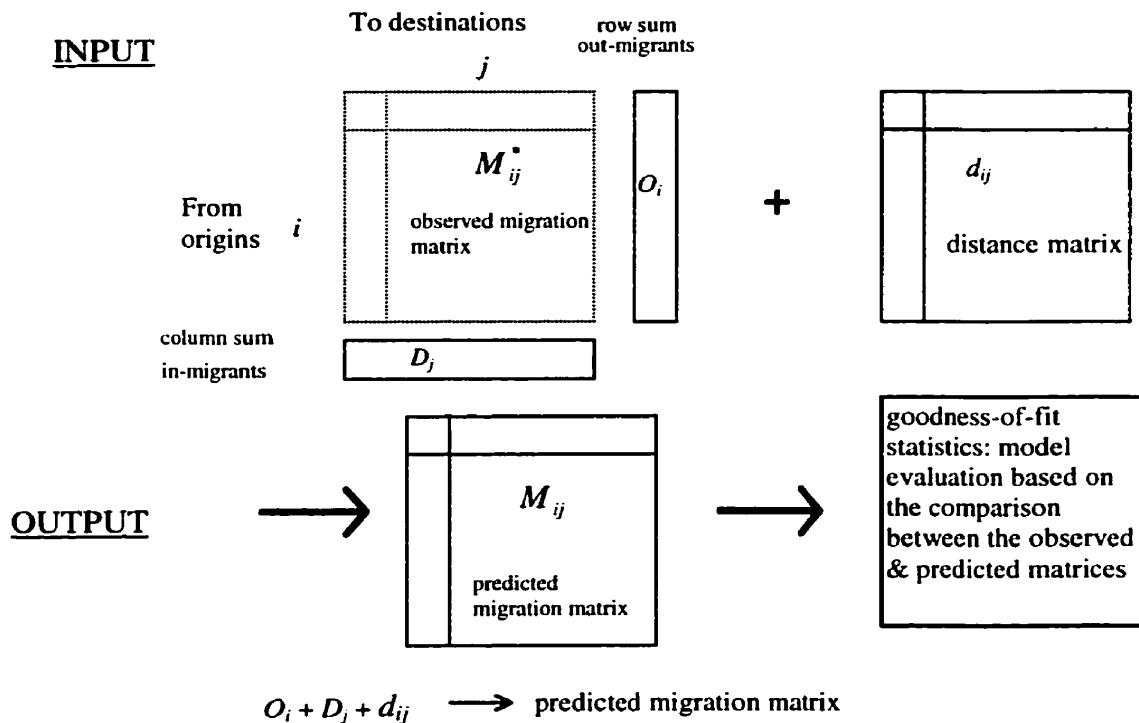 To destinations
row sum
out-migrants
INPUT
j
M*ij
Oi
dij
+
From
origins i
observed migration
matrix
distance matrix
column sum
in-migrants
Dj
goodness-of-fit
statistics: model
evaluation based on
the comparison
between the observed
& predicted matrices
OUTPUT
Mij
predicted
migration matrix
Oi + Dj + dij → predicted migration matrix